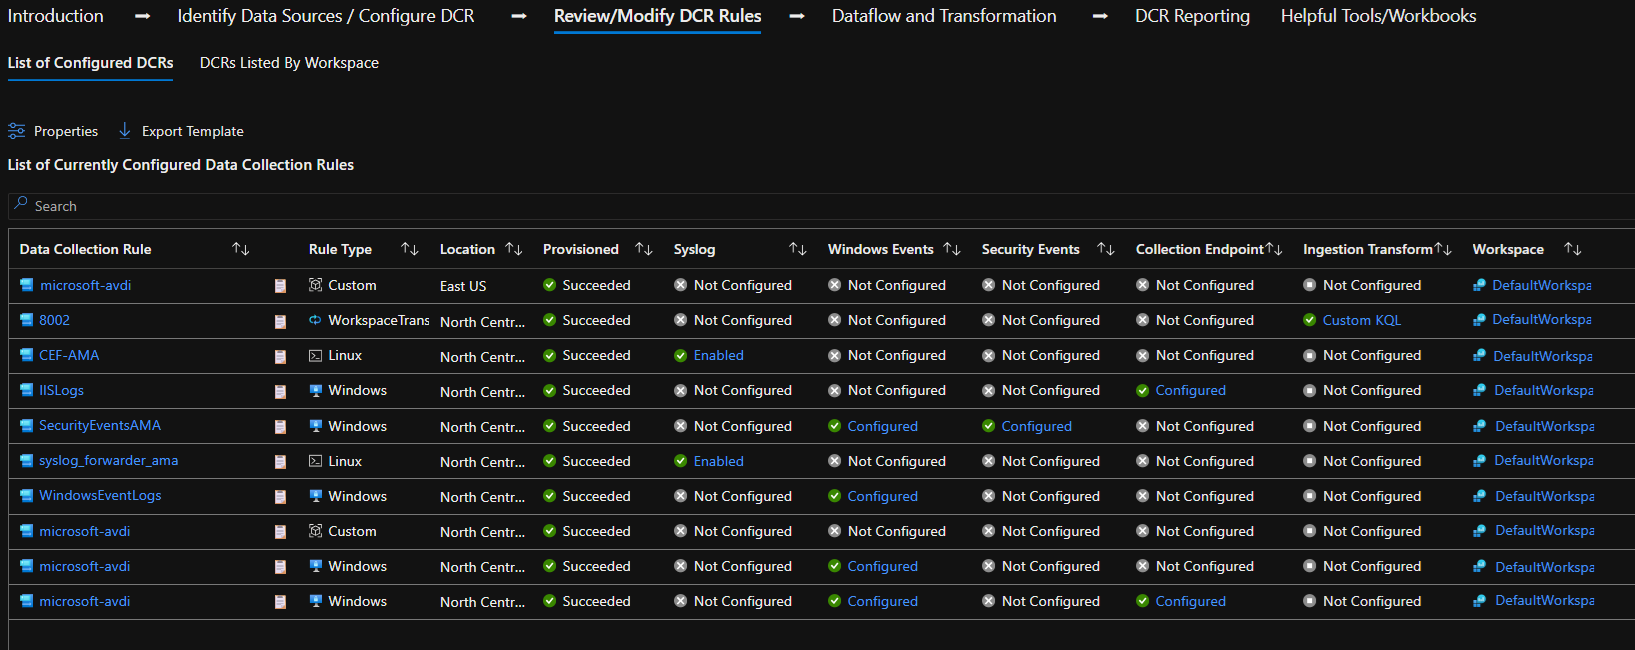 Introduction → Identify Data Sources / Configure DCR → Review/Modify DCR Rules → Dataflow and Transformation → DCR Reporting Helpful Tools/Workbooks
List of Configured DCRs DCRs Listed By Workspace
Properties Export Template
List of Currently Configured Data Collection Rules
Search
Data Collection Rule Rule Type Location Provisioned Syslog Windows Events Security Events Collection Endpoint Ingestion Transform Workspace
microsoft-avdi Custom East US Succeeded Not Configured Not Configured Not Configured Not Configured Not Configured DefaultWorkspa
8002 WorkspaceTrans North Centr... Succeeded Not Configured Not Configured Not Configured Not Configured Custom KQL DefaultWorkspa
CEF-AMA Linux North Centr... Succeeded Enabled Not Configured Not Configured Not Configured Not Configured DefaultWorkspa
IISLogs Windows North Centr... Succeeded Not Configured Not Configured Not Configured Configured Not Configured DefaultWorkspa
SecurityEventsAMA Windows North Centr... Succeeded Not Configured Configured Configured Not Configured Not Configured DefaultWorkspa
syslog_forwarder_ama Linux North Centr... Succeeded Enabled Not Configured Not Configured Not Configured Not Configured DefaultWorkspa
WindowsEventLogs Windows North Centr... Succeeded Not Configured Configured Not Configured Not Configured Not Configured DefaultWorkspa
microsoft-avdi Custom North Centr... Succeeded Not Configured Not Configured Not Configured Not Configured Not Configured DefaultWorkspa
microsoft-avdi Windows North Centr... Succeeded Not Configured Configured Not Configured Not Configured Not Configured DefaultWorkspa
microsoft-avdi Windows North Centr... Succeeded Not Configured Configured Not Configured Configured Not Configured DefaultWorkspa